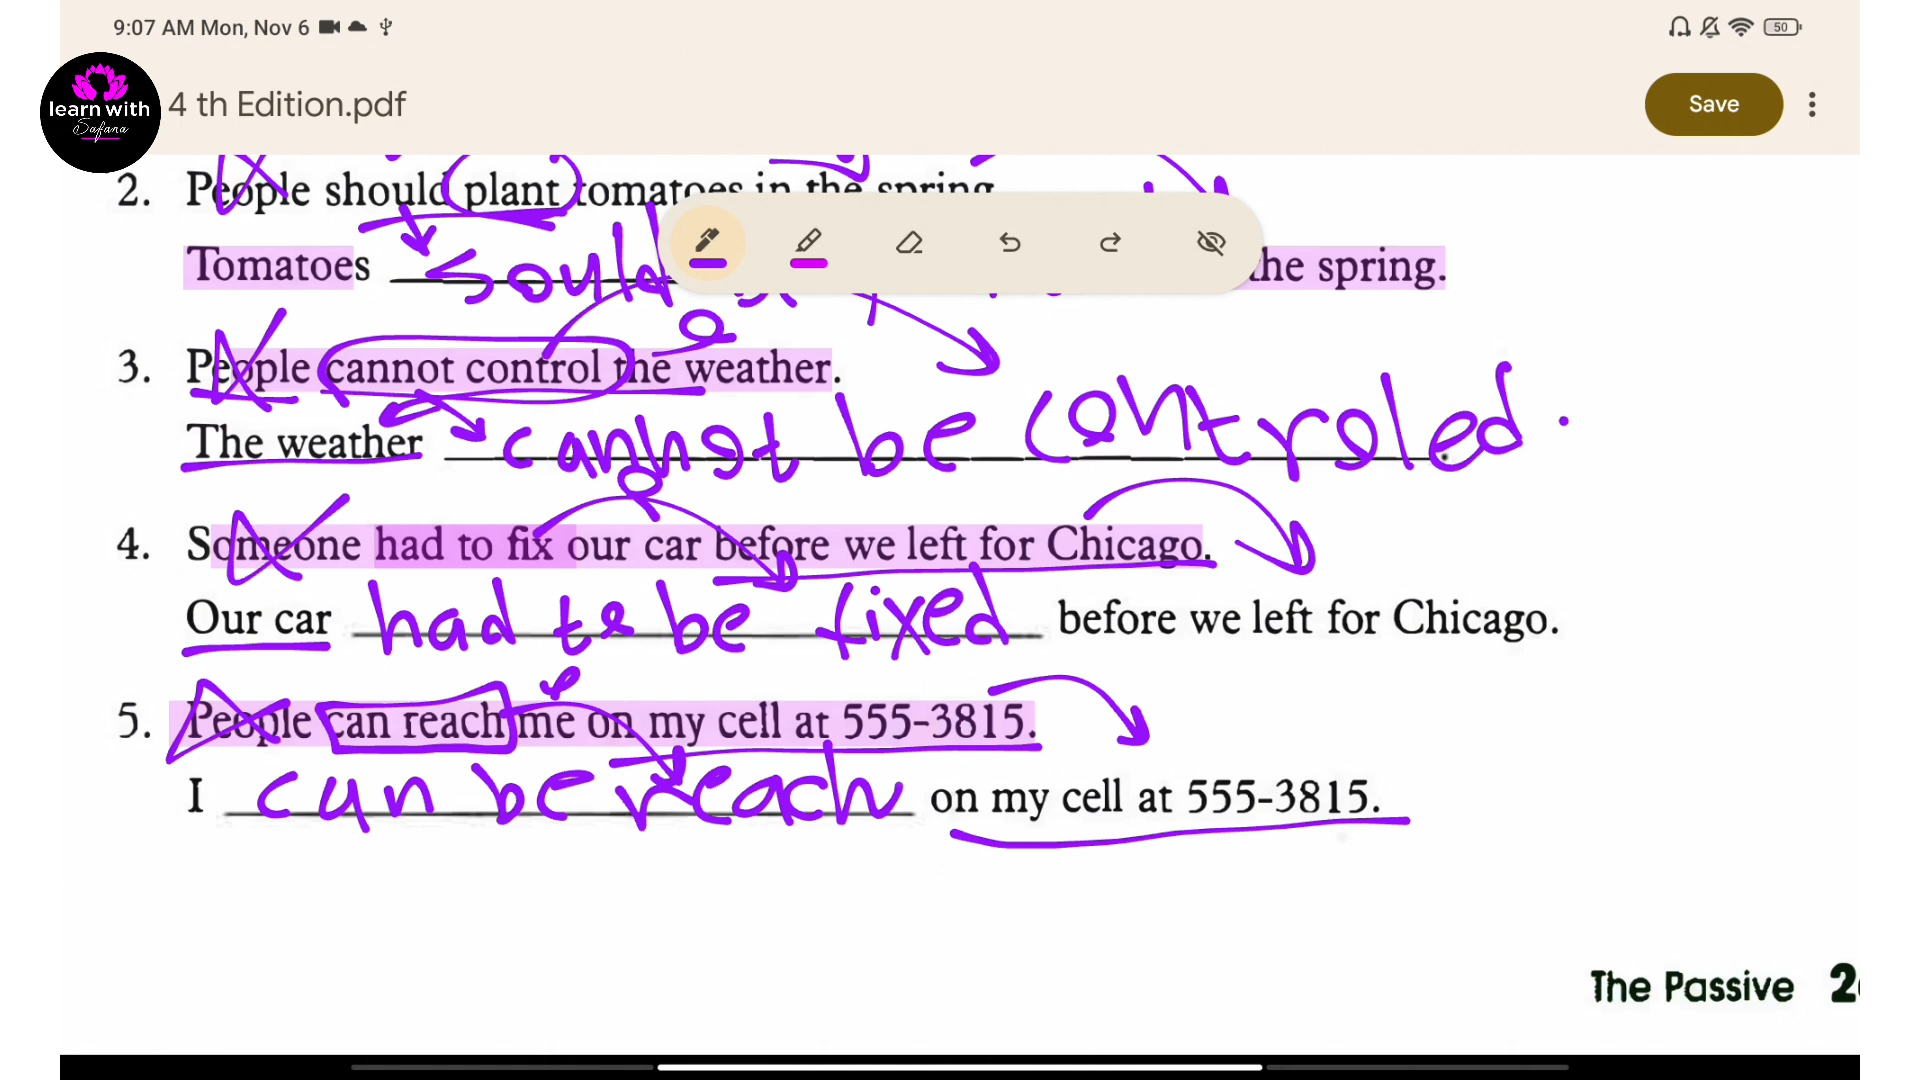 9:07 AM Mon, Nov 6
50
learn with
Safana
4 th Edition.pdf
Save
2. People should plant tomatoes in the spring.
Tomatoes sould the spring.
3. People cannot control the weather.
The weather cannot be controled.
4. Someone had to fix our car before we left for Chicago.
Our car had to be fixed before we left for Chicago.
5. People can reach me on my cell at 555-3815.
I can be reach on my cell at 555-3815.
The Passive 2